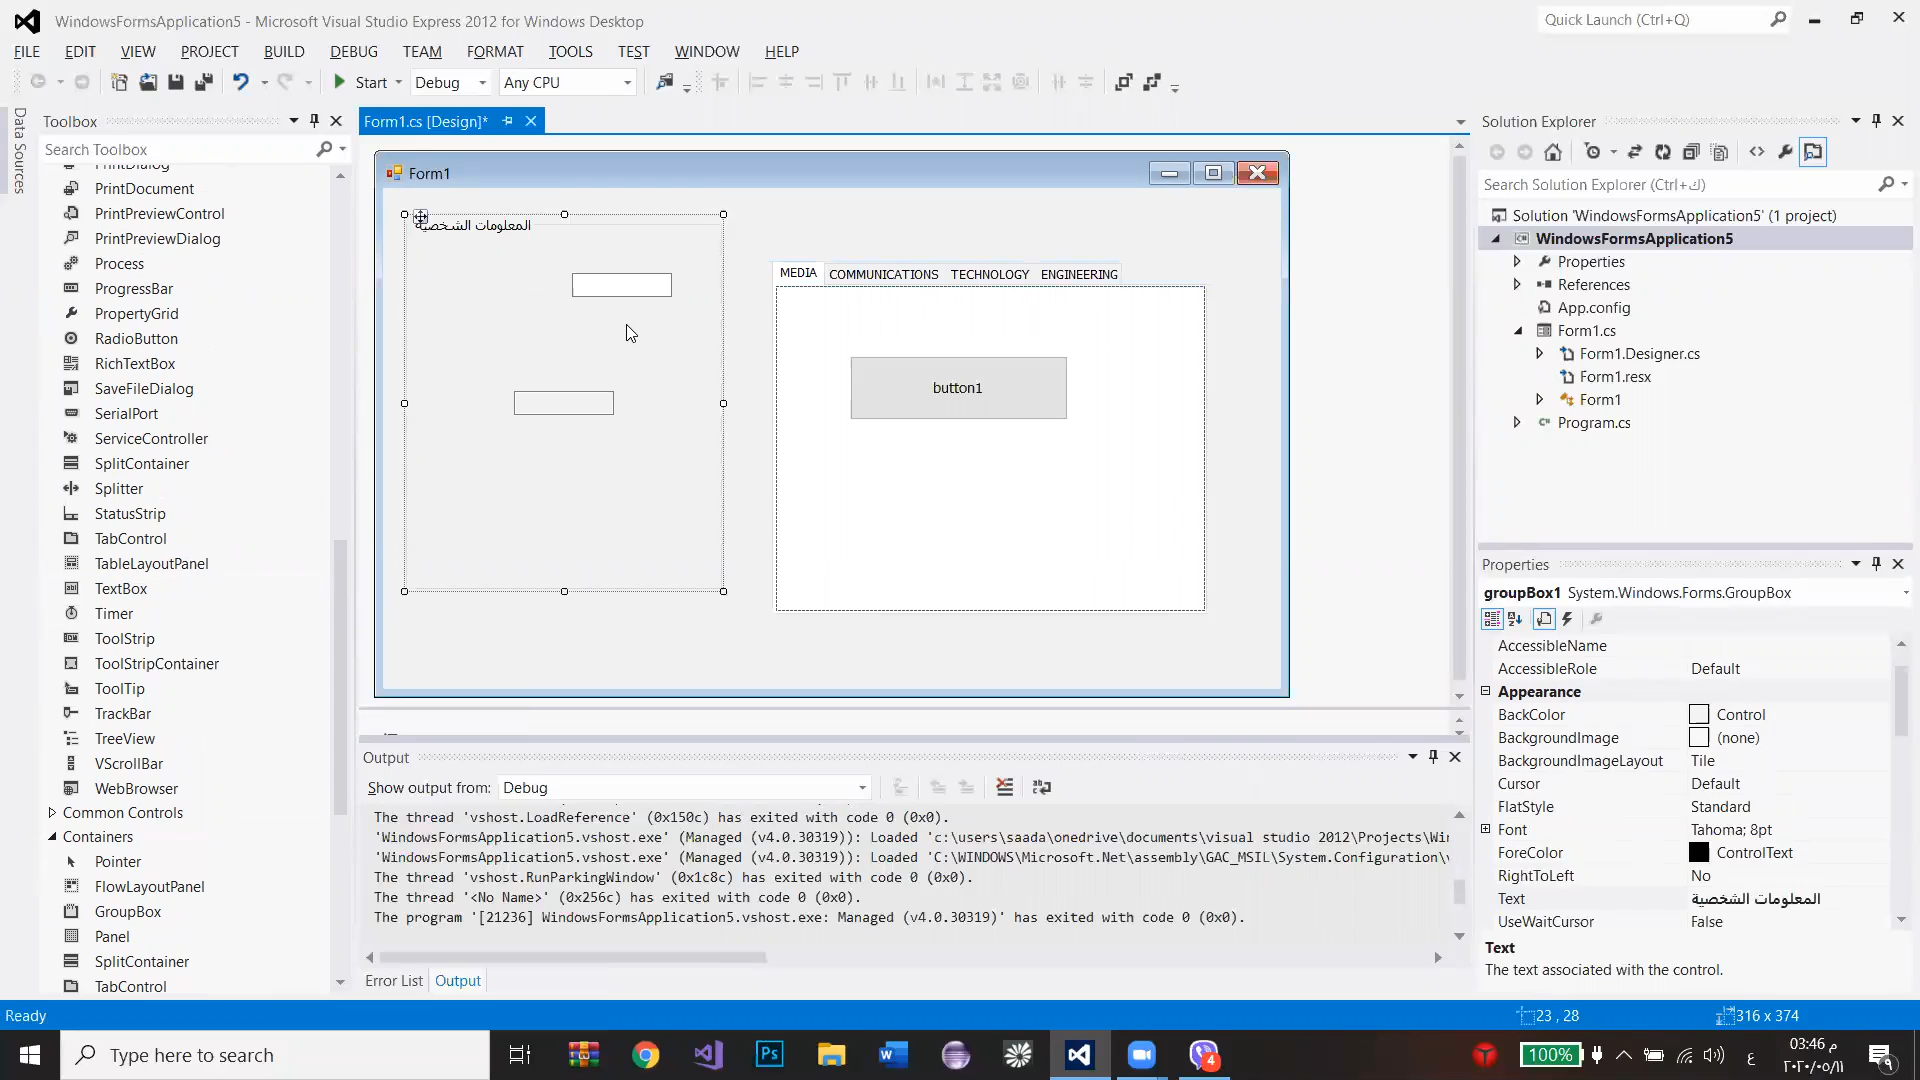 WindowsFormsApplication5 - Microsoft Visual Studio Express 2012 for Windows Desktop
Quick Launch (Ctrl+Q)
FILE EDIT VIEW PROJECT BUILD DEBUG TEAM FORMAT TOOLS TEST WINDOW HELP
Start Debug Any CPU
Data Sources
Toolbox
Search Toolbox
PrintDialog
PrintDocument
PrintPreviewControl
PrintPreviewDialog
Process
ProgressBar
PropertyGrid
RadioButton
RichTextBox
SaveFileDialog
SerialPort
ServiceController
SplitContainer
Splitter
StatusStrip
TabControl
TableLayoutPanel
TextBox
Timer
ToolStrip
ToolStripContainer
ToolTip
TrackBar
TreeView
VScrollBar
WebBrowser
Common Controls
Containers
Pointer
FlowLayoutPanel
GroupBox
Panel
SplitContainer
TabControl
Form1.cs [Design]*
Form1
المعلومات الشخصية
MEDIA COMMUNICATIONS TECHNOLOGY ENGINEERING
button1
Output
Show output from: Debug
The thread 'vshost.LoadReference' (0x150c) has exited with code 0 (0x0).
'WindowsFormsApplication5.vshost.exe' (Managed (v4.0.30319)): Loaded 'c:\users\saada\onedrive\documents\visual studio 2012\Projects\Wi
'WindowsFormsApplication5.vshost.exe' (Managed (v4.0.30319)): Loaded 'C:\WINDOWS\Microsoft.Net\assembly\GAC_MSIL\System.Configuration\
The thread 'vshost.RunParkingWindow' (0x1c8c) has exited with code 0 (0x0).
The thread '<No Name>' (0x256c) has exited with code 0 (0x0).
The program '[21236] WindowsFormsApplication5.vshost.exe: Managed (v4.0.30319)' has exited with code 0 (0x0).
Error List Output
Solution Explorer
Search Solution Explorer (Ctrl+ك)
Solution 'WindowsFormsApplication5' (1 project)
WindowsFormsApplication5
Properties
References
App.config
Form1.cs
Form1.Designer.cs
Form1.resx
Form1
Program.cs
Properties
groupBox1 System.Windows.Forms.GroupBox
AccessibleName
AccessibleRole Default
Appearance
BackColor Control
BackgroundImage (none)
BackgroundImageLayout Tile
Cursor Default
FlatStyle Standard
Font Tahoma; 8pt
ForeColor ControlText
RightToLeft No
Text المعلومات الشخصية
UseWaitCursor False
Text
The text associated with the control.
Ready 23 , 28 316 x 374
Type here to search
4
100%
ع
03:46 م
٢٠٢٠/٠٥/١١
٩